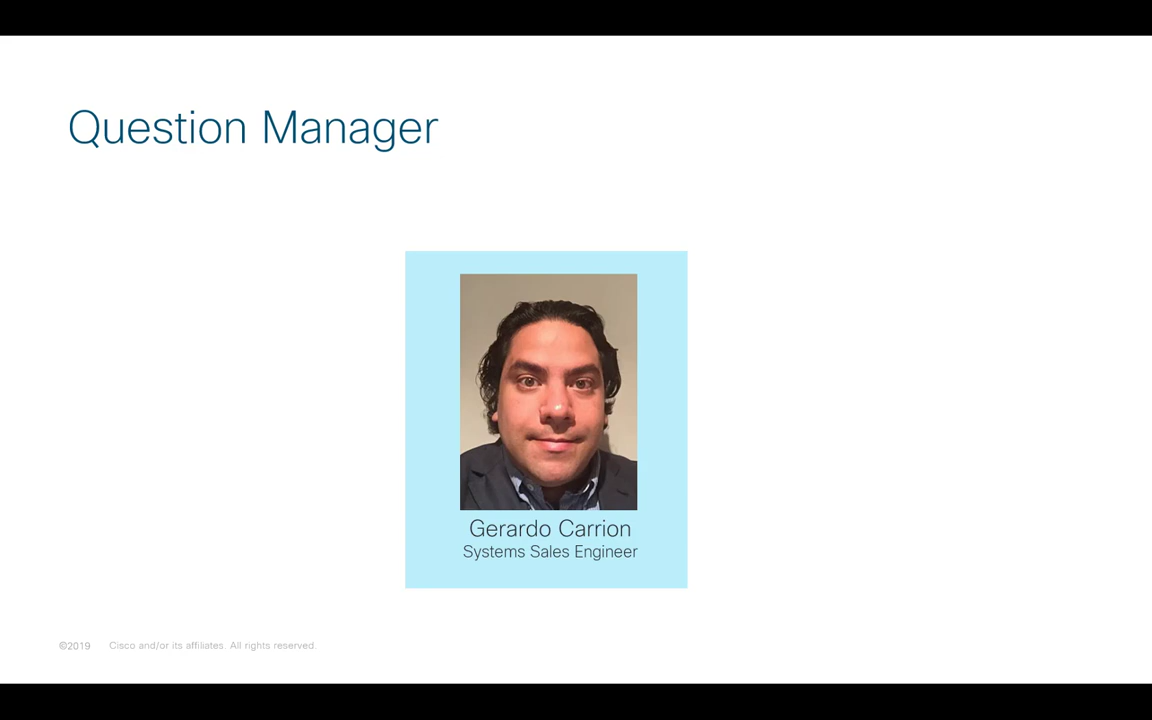 Question Manager
Gerardo Carrion
Systems Sales Engineer
©2019 Cisco and/or its affiliates. All rights reserved.